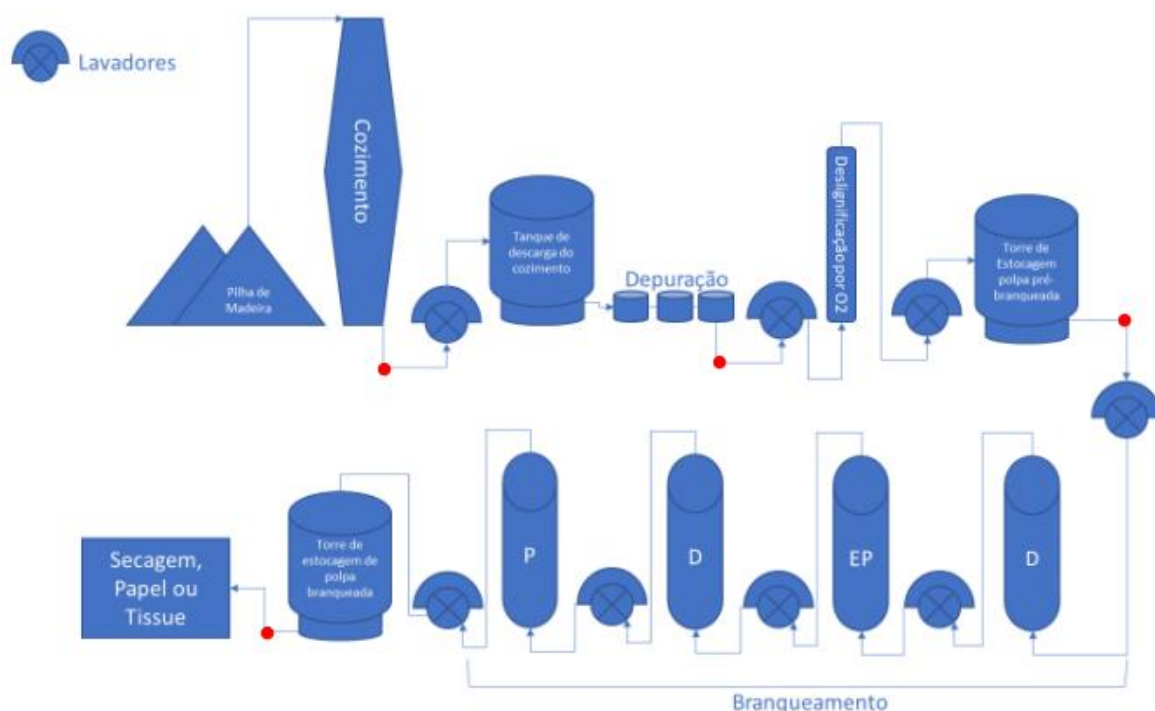 Lavadores
Cozimento
Pilha de
Madeira
Tanque de
descarga do
cozimento
Depuração
Deslignificação por O2
Torre de
Estocagem
polpa pré-
branqueada
Secagem,
Papel ou
Tissue
Torre de
estocagem de
polpa
branqueada
P
D
EP
D
Branqueamento